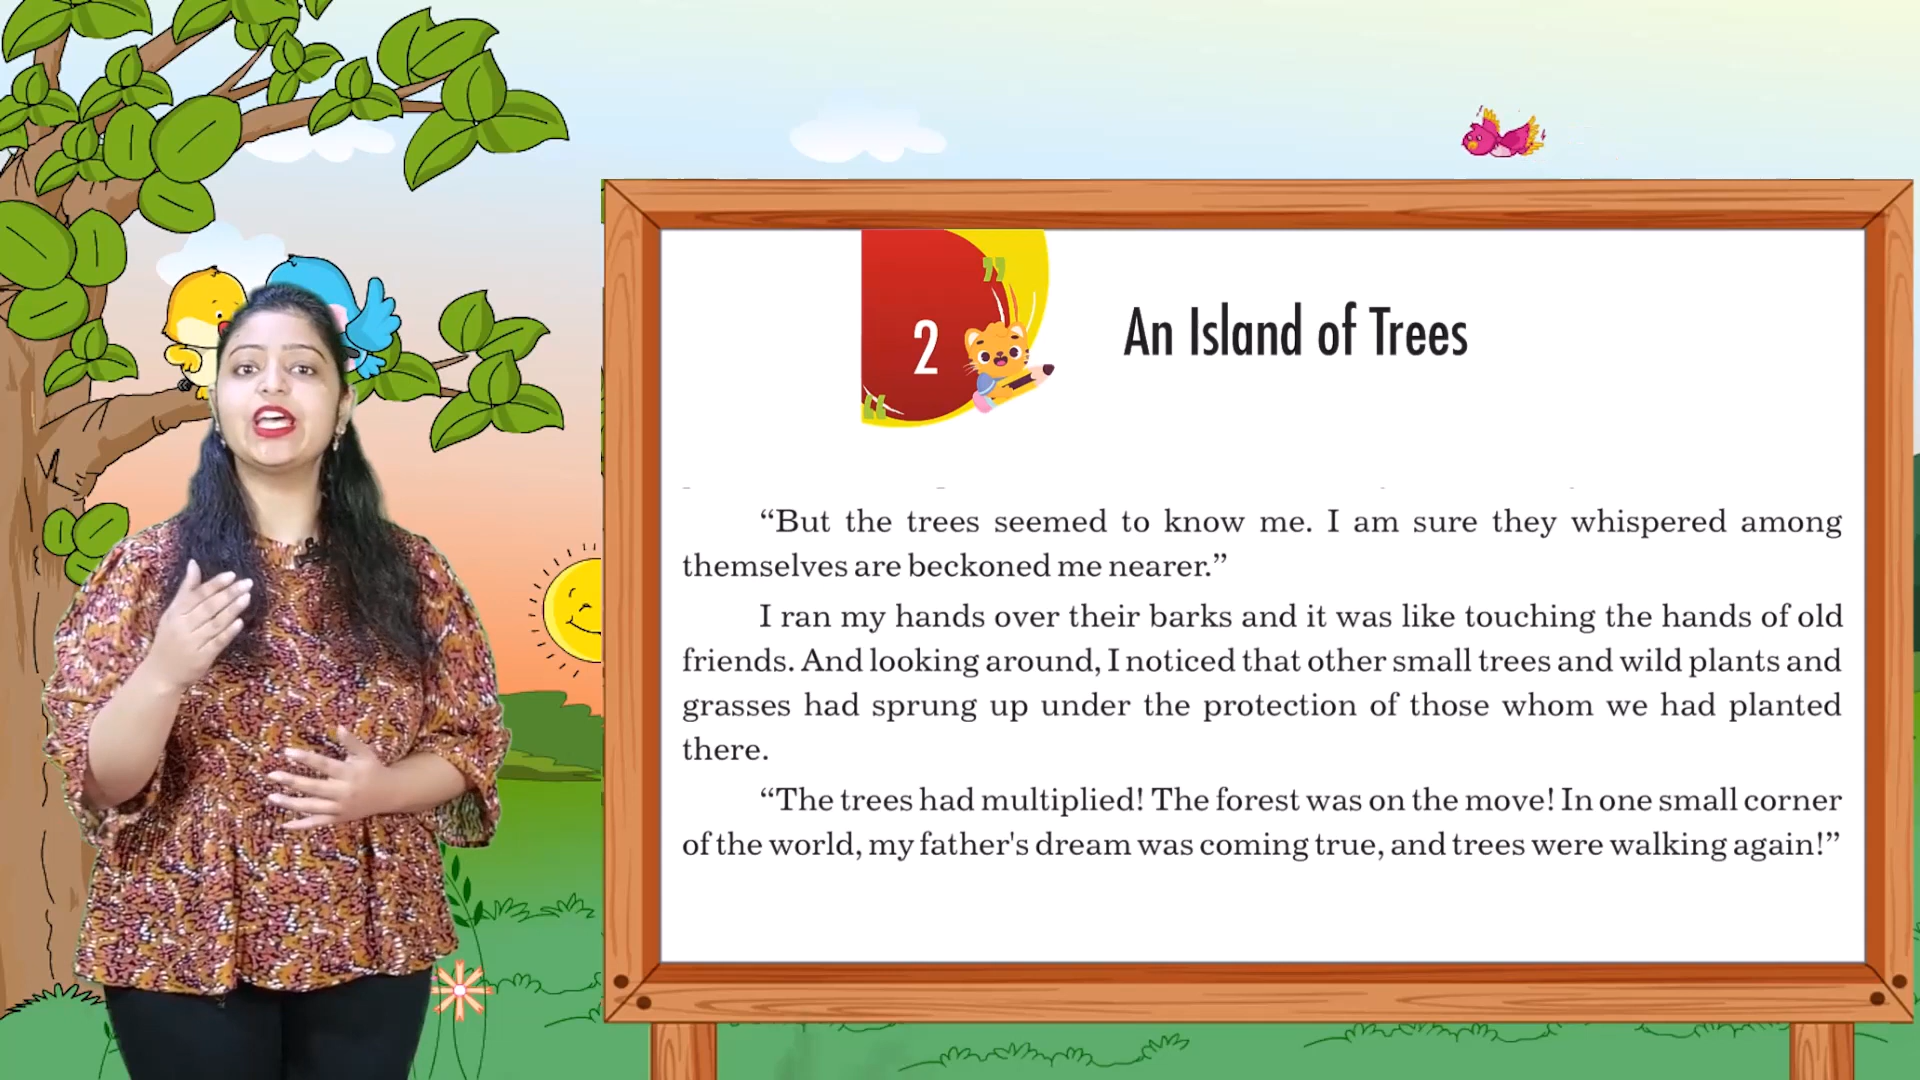 2
An Island of Trees
“But the trees seemed to know me. I am sure they whispered among
themselves are beckoned me nearer.”
I ran my hands over their barks and it was like touching the hands of old
friends. And looking around, I noticed that other small trees and wild plants and
grasses had sprung up under the protection of those whom we had planted
there.
“The trees had multiplied! The forest was on the move! In one small corner
of the world, my father's dream was coming true, and trees were walking again!”